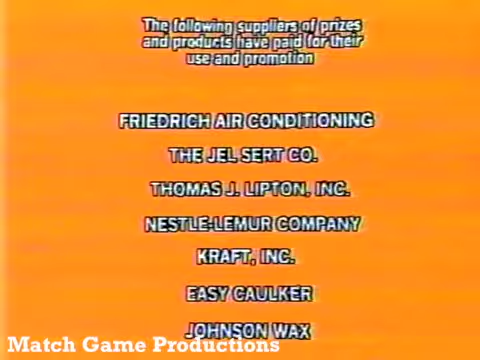 The following suppliers of prizes
and products have paid for their
use and promotion
FRIEDRICH AIR CONDITIONING
THE JEL SERT CO.
THOMAS J. LIPTON, INC.
NESTLE-LEMUR COMPANY
KRAFT, INC.
EASY CAULKER
JOHNSON WAX
Match Game Productions